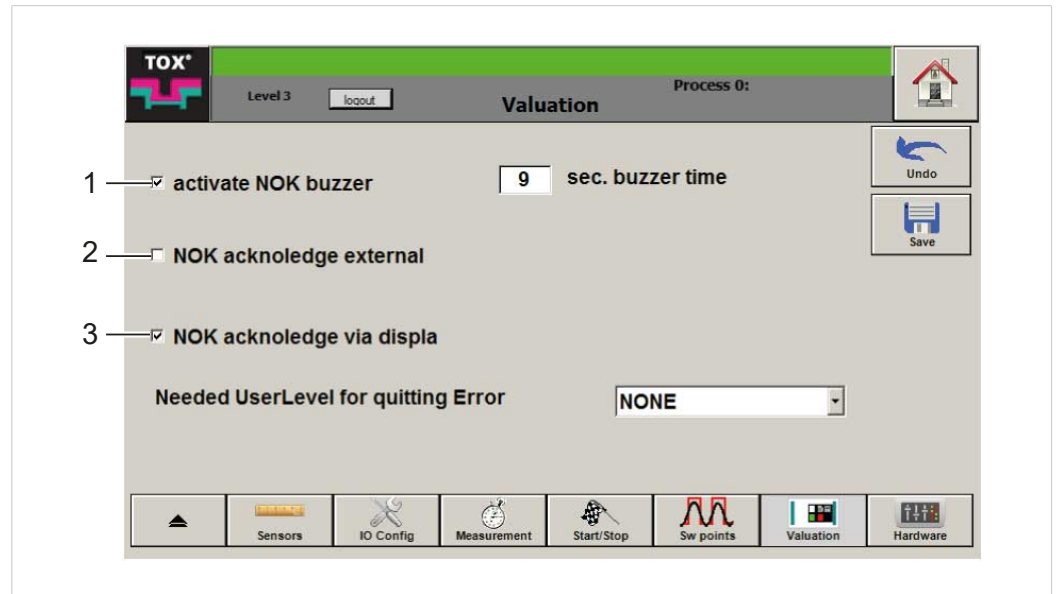 TOX®
Level 3 logout Valuation Process 0:
1 activate NOK buzzer 9 sec. buzzer time
Undo
2 NOK acknoledge external
Save
3 NOK acknoledge via displa
Needed UserLevel for quitting Error NONE
Sensors IO Config Measurement Start/Stop Sw points Valuation Hardware